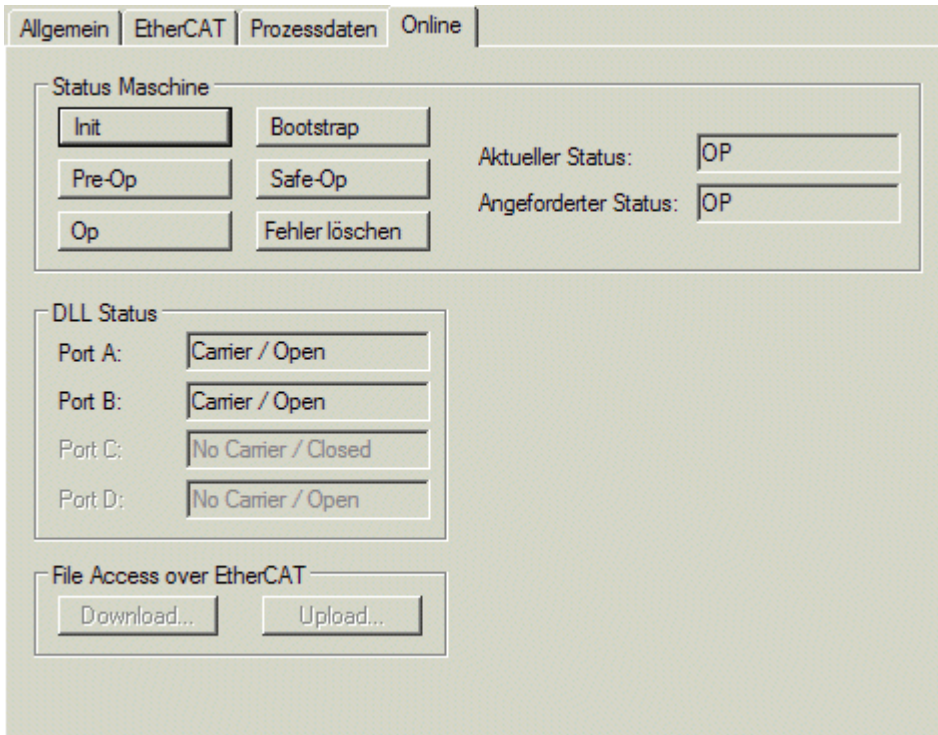 Allgemein EtherCAT Prozessdaten Online
Status Maschine
Init Bootstrap
Pre-Op Safe-Op
Op Fehler löschen
Aktueller Status: OP
Angeforderter Status: OP
DLL Status
Port A: Carrier / Open
Port B: Carrier / Open
Port C: No Carrier / Closed
Port D: No Carrier / Open
File Access over EtherCAT
Download... Upload...